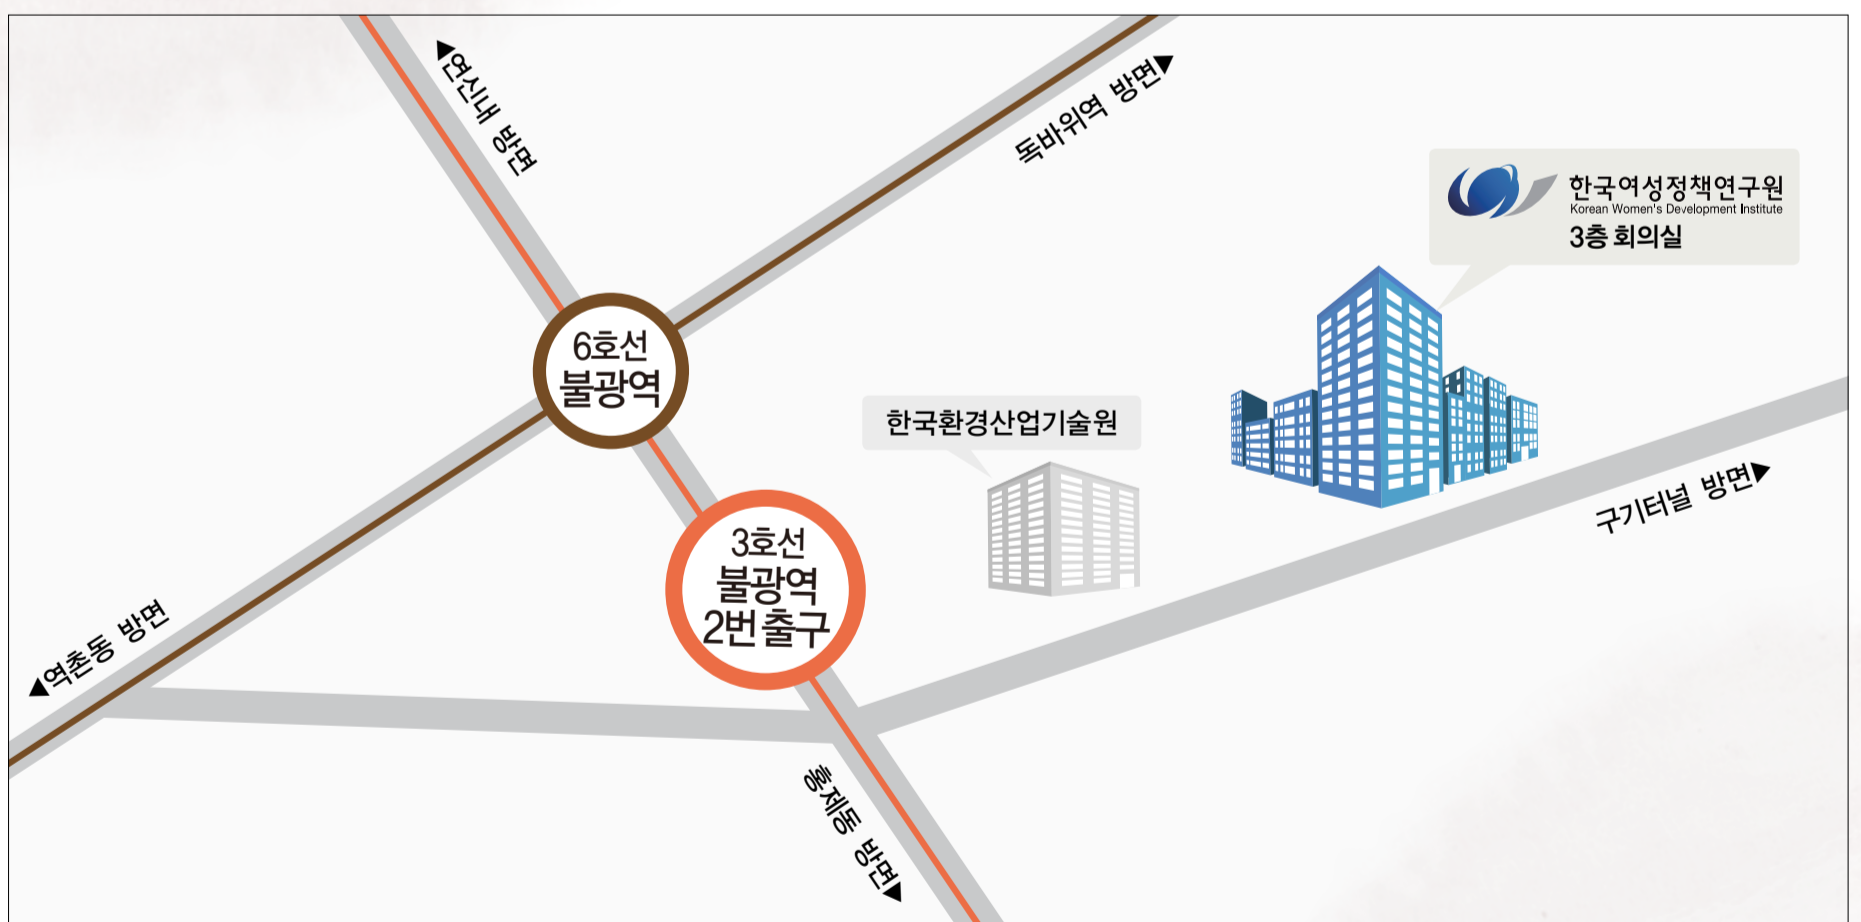 ◀연신내 방면
독바위역 방면▶
한국여성정책연구원
Korean Women's Development Institute
3층 회의실
6호선
불광역
한국환경산업기술원
구기터널 방면▶
3호선
불광역
2번 출구
◀역촌동 방면
홍제동 방면▶